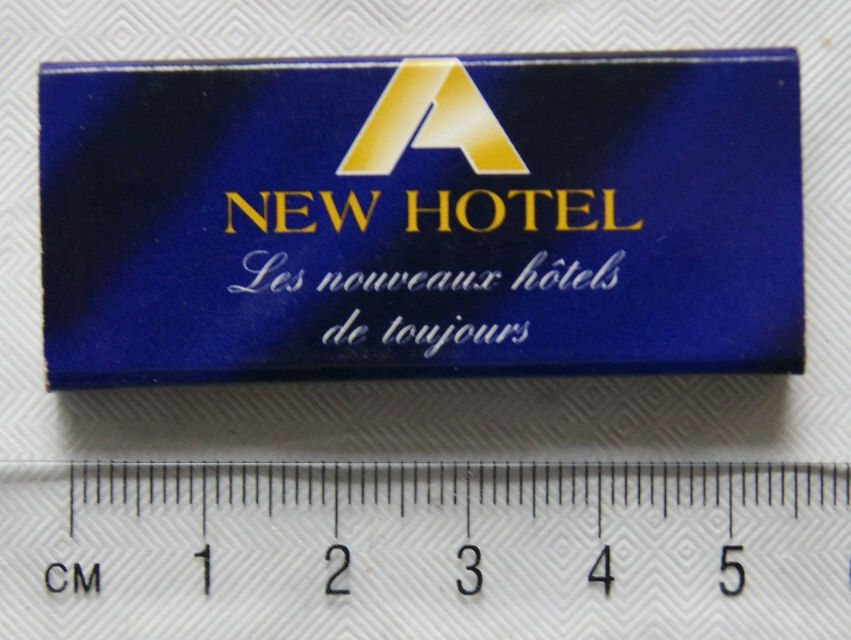 NEW HOTEL
Les nouveaux hôtels
de toujours
CM 1 2 3 4 5